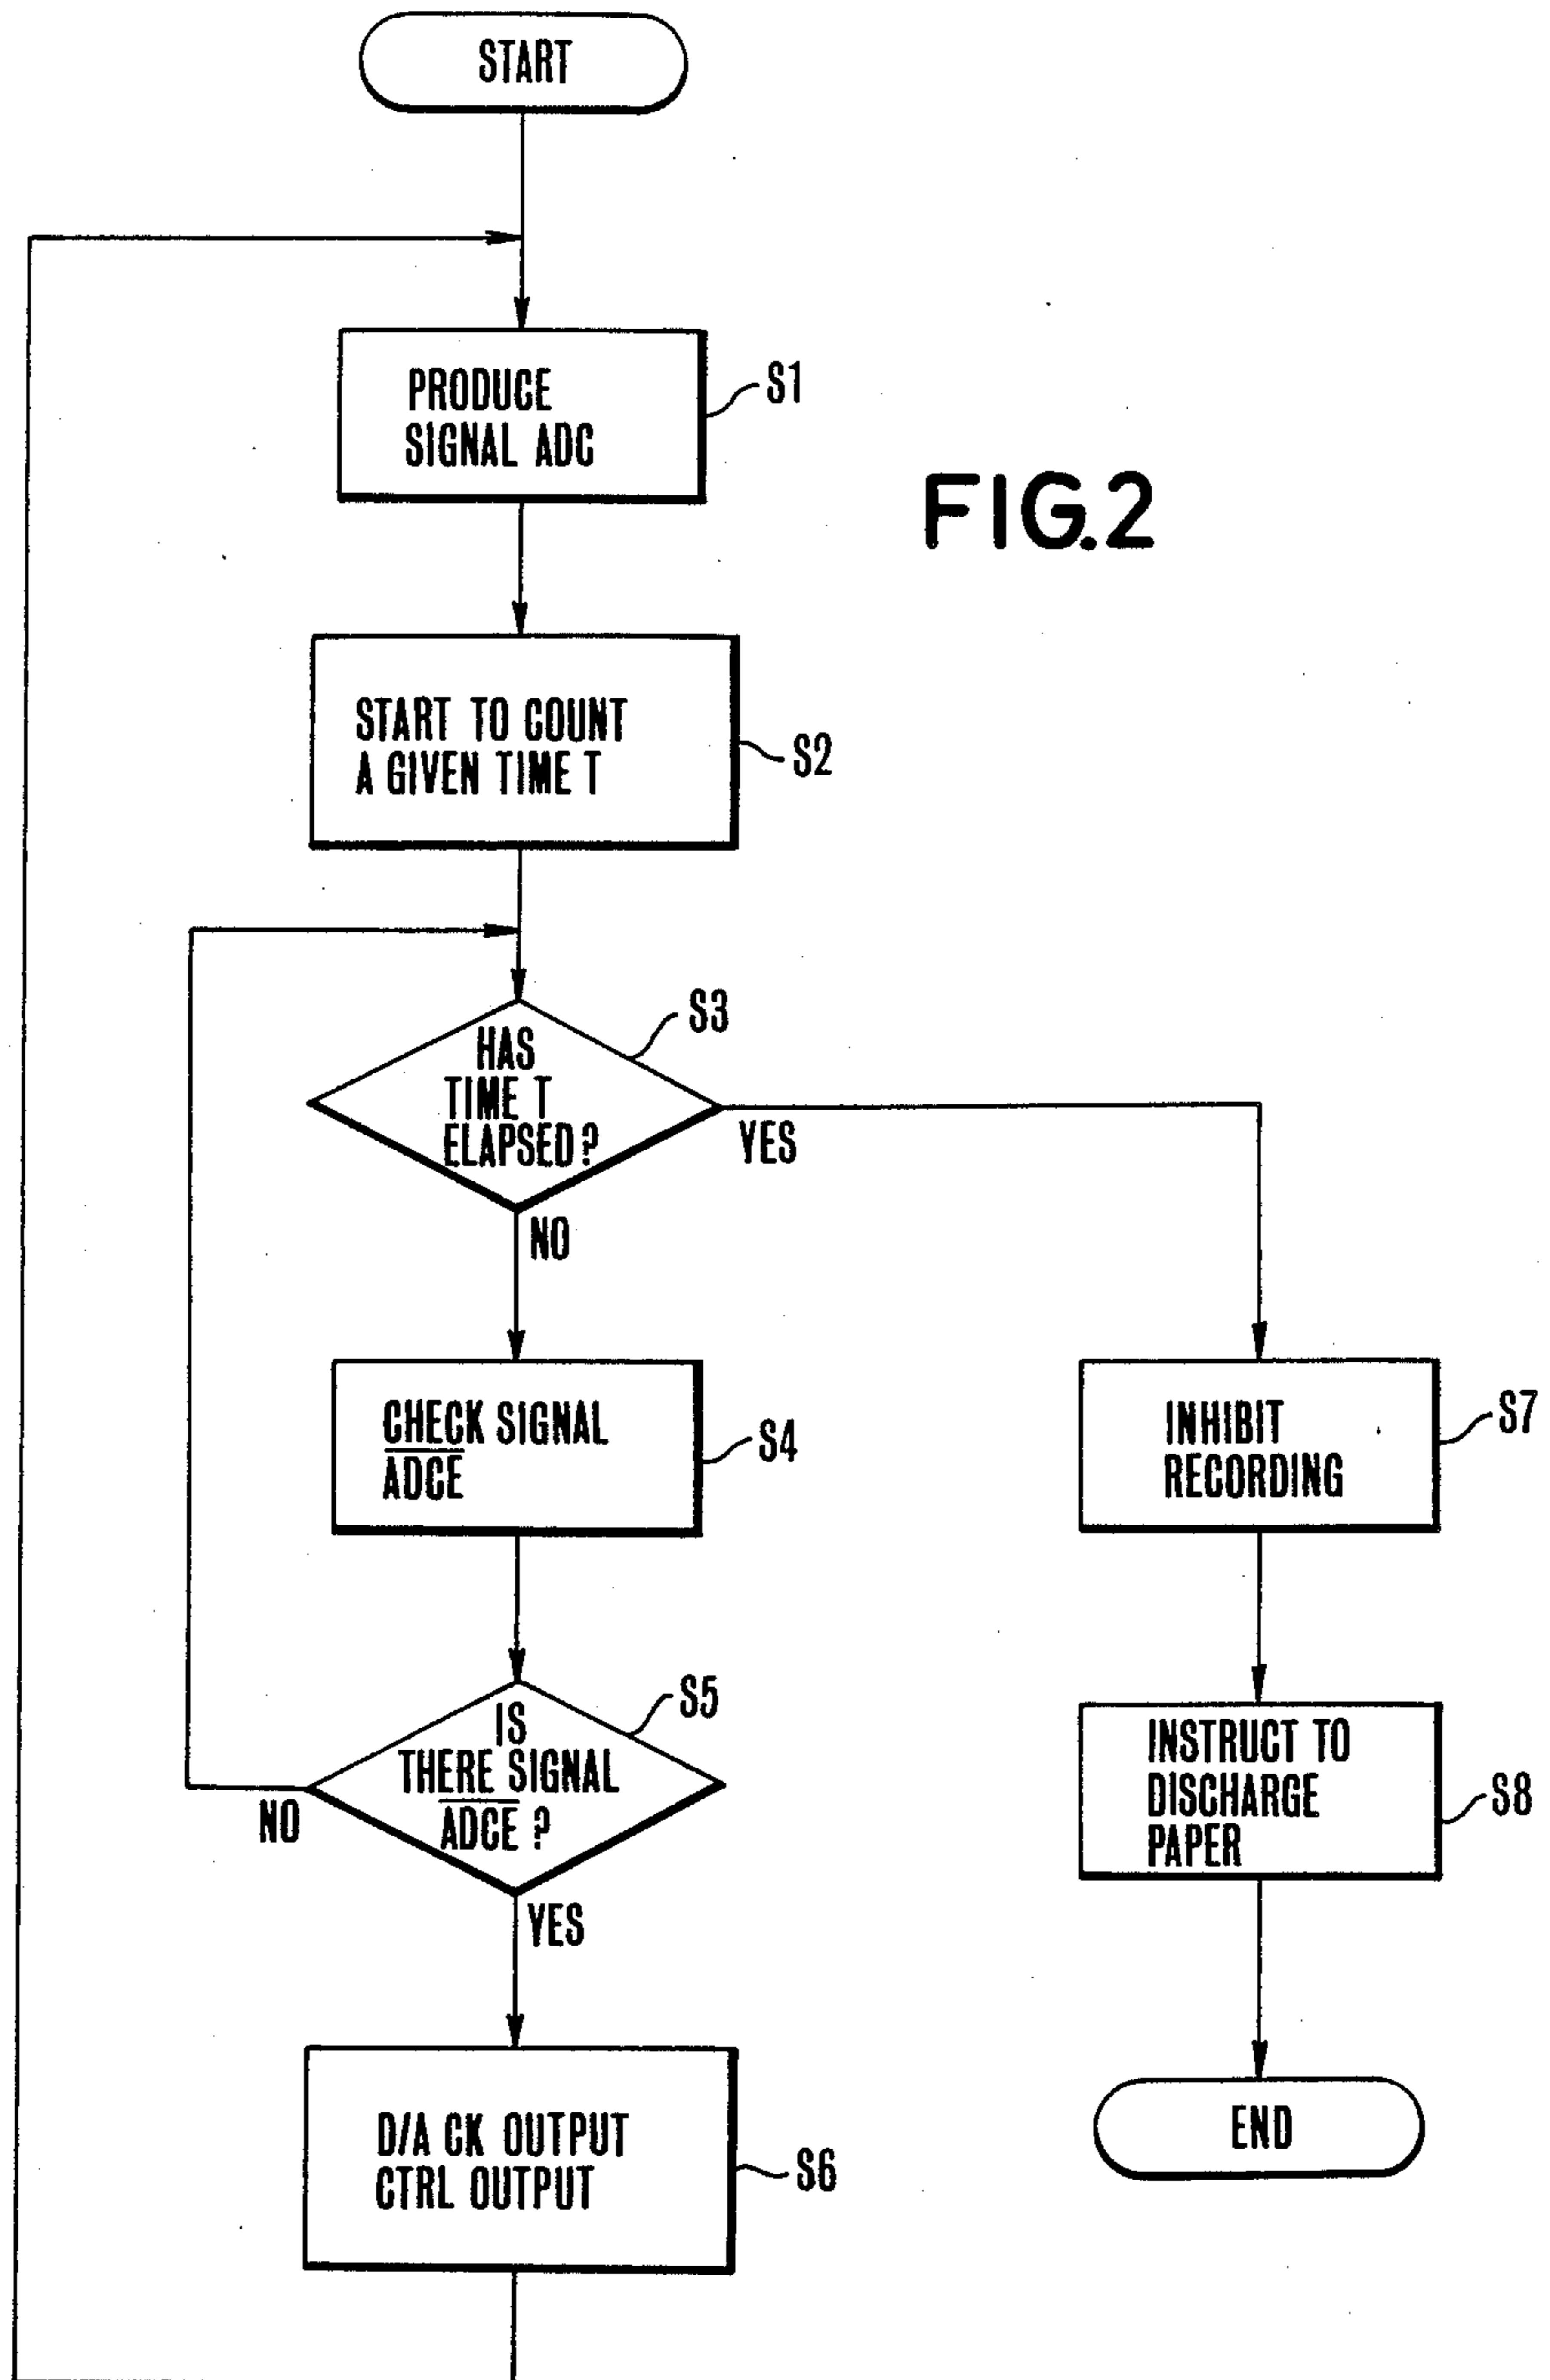 START
PRODUCE
SIGNAL ADC
S1
FIG.2
START TO COUNT
A GIVEN TIME T
S2
HAS
TIME T
ELAPSED?
S3
YES
NO
CHECK SIGNAL
A̅D̅C̅E̅
S4
IS
THERE SIGNAL
A̅D̅C̅E̅ ?
S5
NO
YES
D/A CK OUTPUT
CTRL OUTPUT
S6
INHIBIT
RECORDING
S7
INSTRUCT TO
DISCHARGE
PAPER
S8
END